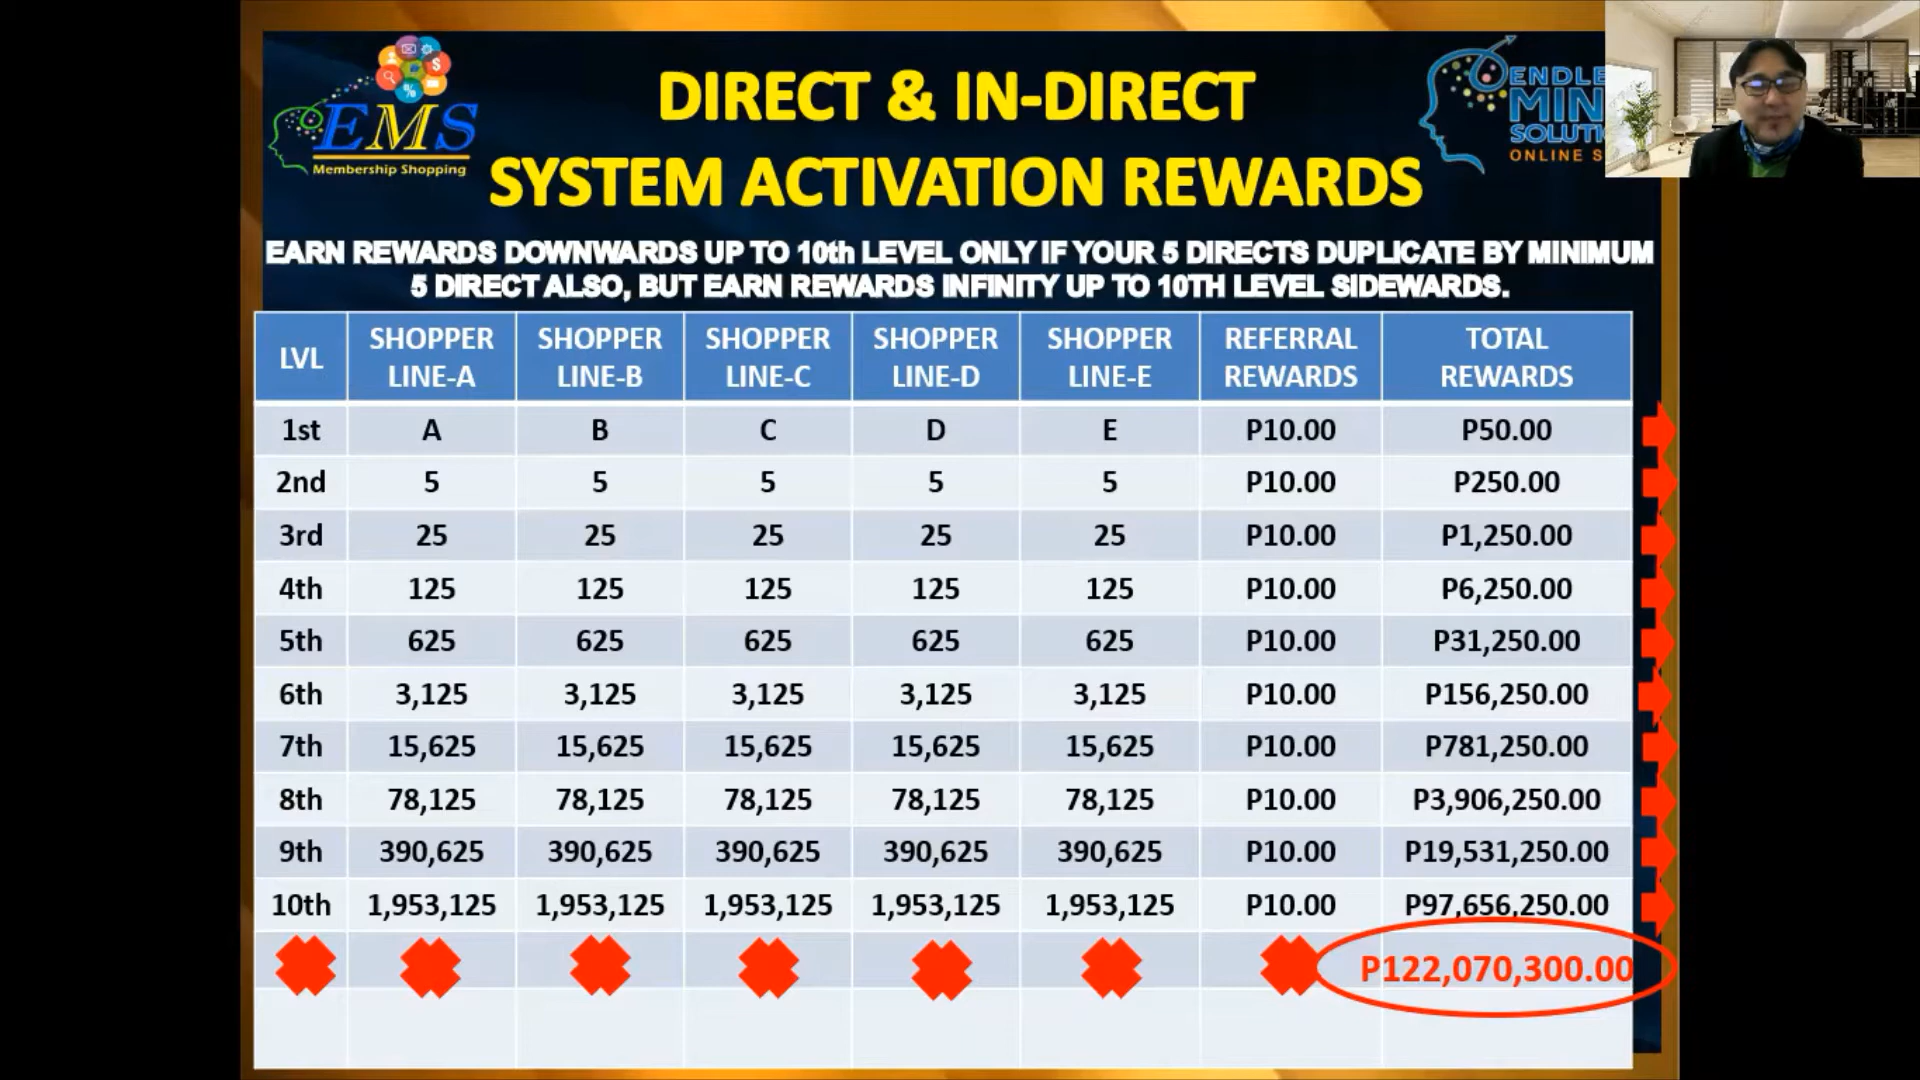 EMS
Membership Shopping
DIRECT & IN-DIRECT
SYSTEM ACTIVATION REWARDS
ENDLE
MIN
SOLUTI
ONLINE S
EARN REWARDS DOWNWARDS UP TO 10th LEVEL ONLY IF YOUR 5 DIRECTS DUPLICATE BY MINIMUM
5 DIRECT ALSO, BUT EARN REWARDS INFINITY UP TO 10TH LEVEL SIDEWARDS.
LVL SHOPPER LINE-A SHOPPER LINE-B SHOPPER LINE-C SHOPPER LINE-D SHOPPER LINE-E REFERRAL REWARDS TOTAL REWARDS
1st A B C D E P10.00 P50.00
2nd 5 5 5 5 5 P10.00 P250.00
3rd 25 25 25 25 25 P10.00 P1,250.00
4th 125 125 125 125 125 P10.00 P6,250.00
5th 625 625 625 625 625 P10.00 P31,250.00
6th 3,125 3,125 3,125 3,125 3,125 P10.00 P156,250.00
7th 15,625 15,625 15,625 15,625 15,625 P10.00 P781,250.00
8th 78,125 78,125 78,125 78,125 78,125 P10.00 P3,906,250.00
9th 390,625 390,625 390,625 390,625 390,625 P10.00 P19,531,250.00
10th 1,953,125 1,953,125 1,953,125 1,953,125 1,953,125 P10.00 P97,656,250.00
P122,070,300.00